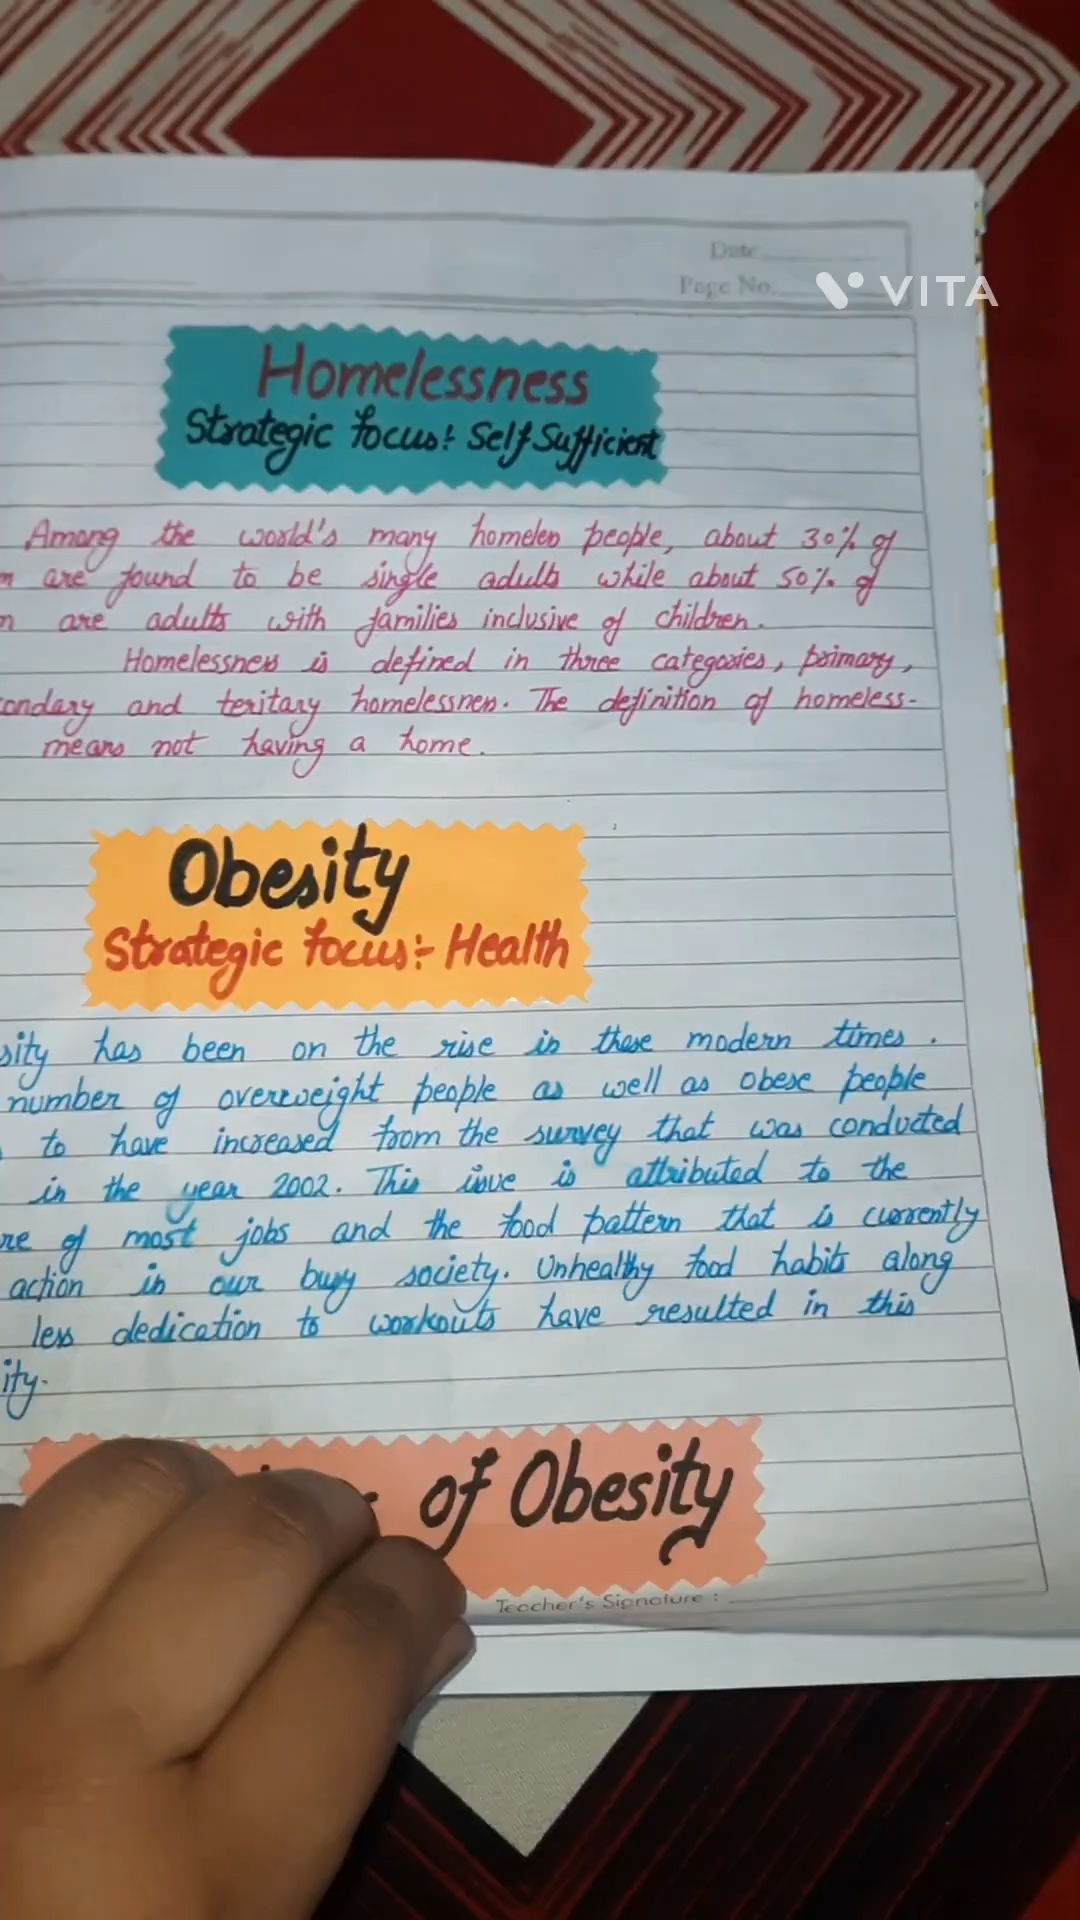 Date
Page No.
VITA
Homelessness
Strategic focus:- Self Sufficient
Among the world's many homeless people, about 30% of
are found to be single adults while about 50% of
are adults with families inclusive of children.
Homelessness is defined in three categories, primary,
condary and teritary homelessness. The definition of homeless-
means not having a home.
Obesity
Strategic focus:- Health
sity has been on the rise in these modern times.
number of overweight people as well as obese people
to have increased from the survey that was conducted
in the year 2002. This issue is attributed to the
re of most jobs and the food pattern that is currently
action in our busy society. Unhealthy food habits along
less dedication to workouts have resulted in this
ity.
of Obesity
Teacher's Signature :